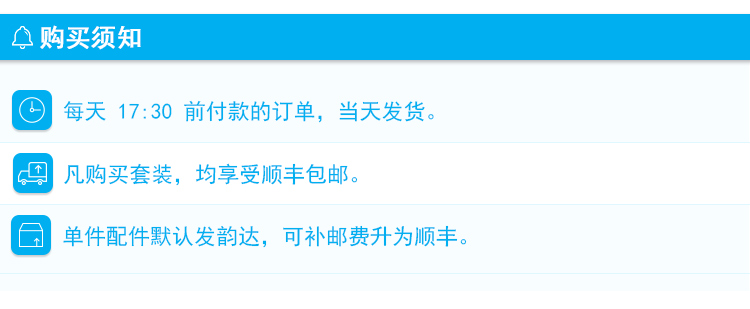 购买须知
每天 17:30 前付款的订单，当天发货。
凡购买套装，均享受顺丰包邮。
单件配件默认发韵达，可补邮费升为顺丰。